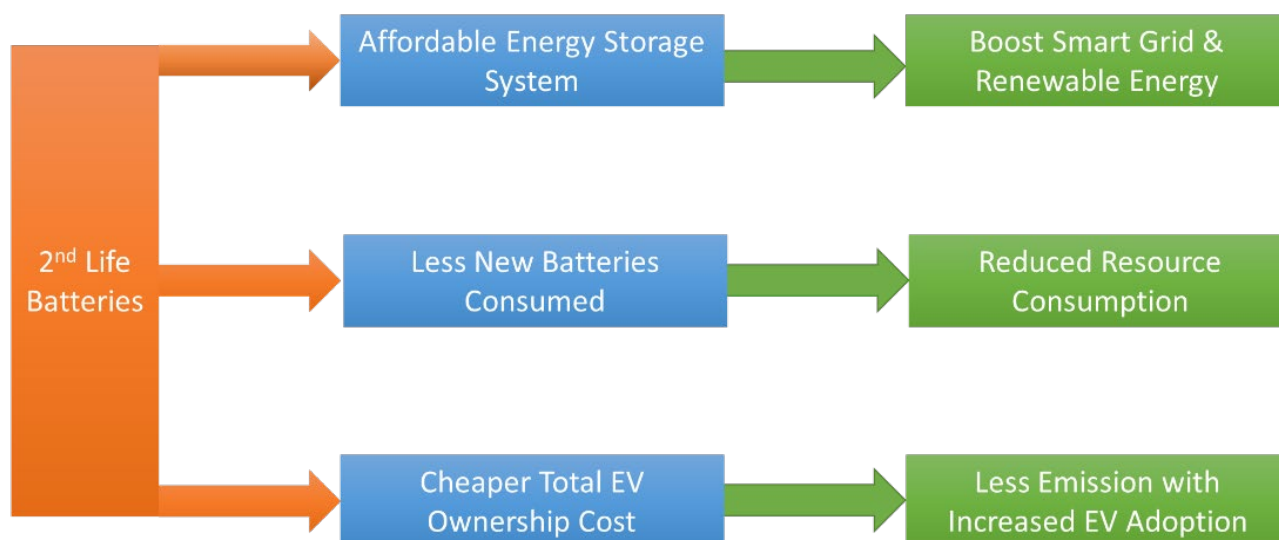 Affordable Energy Storage
System
Boost Smart Grid &
Renewable Energy
2nd Life
Batteries
Less New Batteries
Consumed
Reduced Resource
Consumption
Cheaper Total EV
Ownership Cost
Less Emission with
Increased EV Adoption